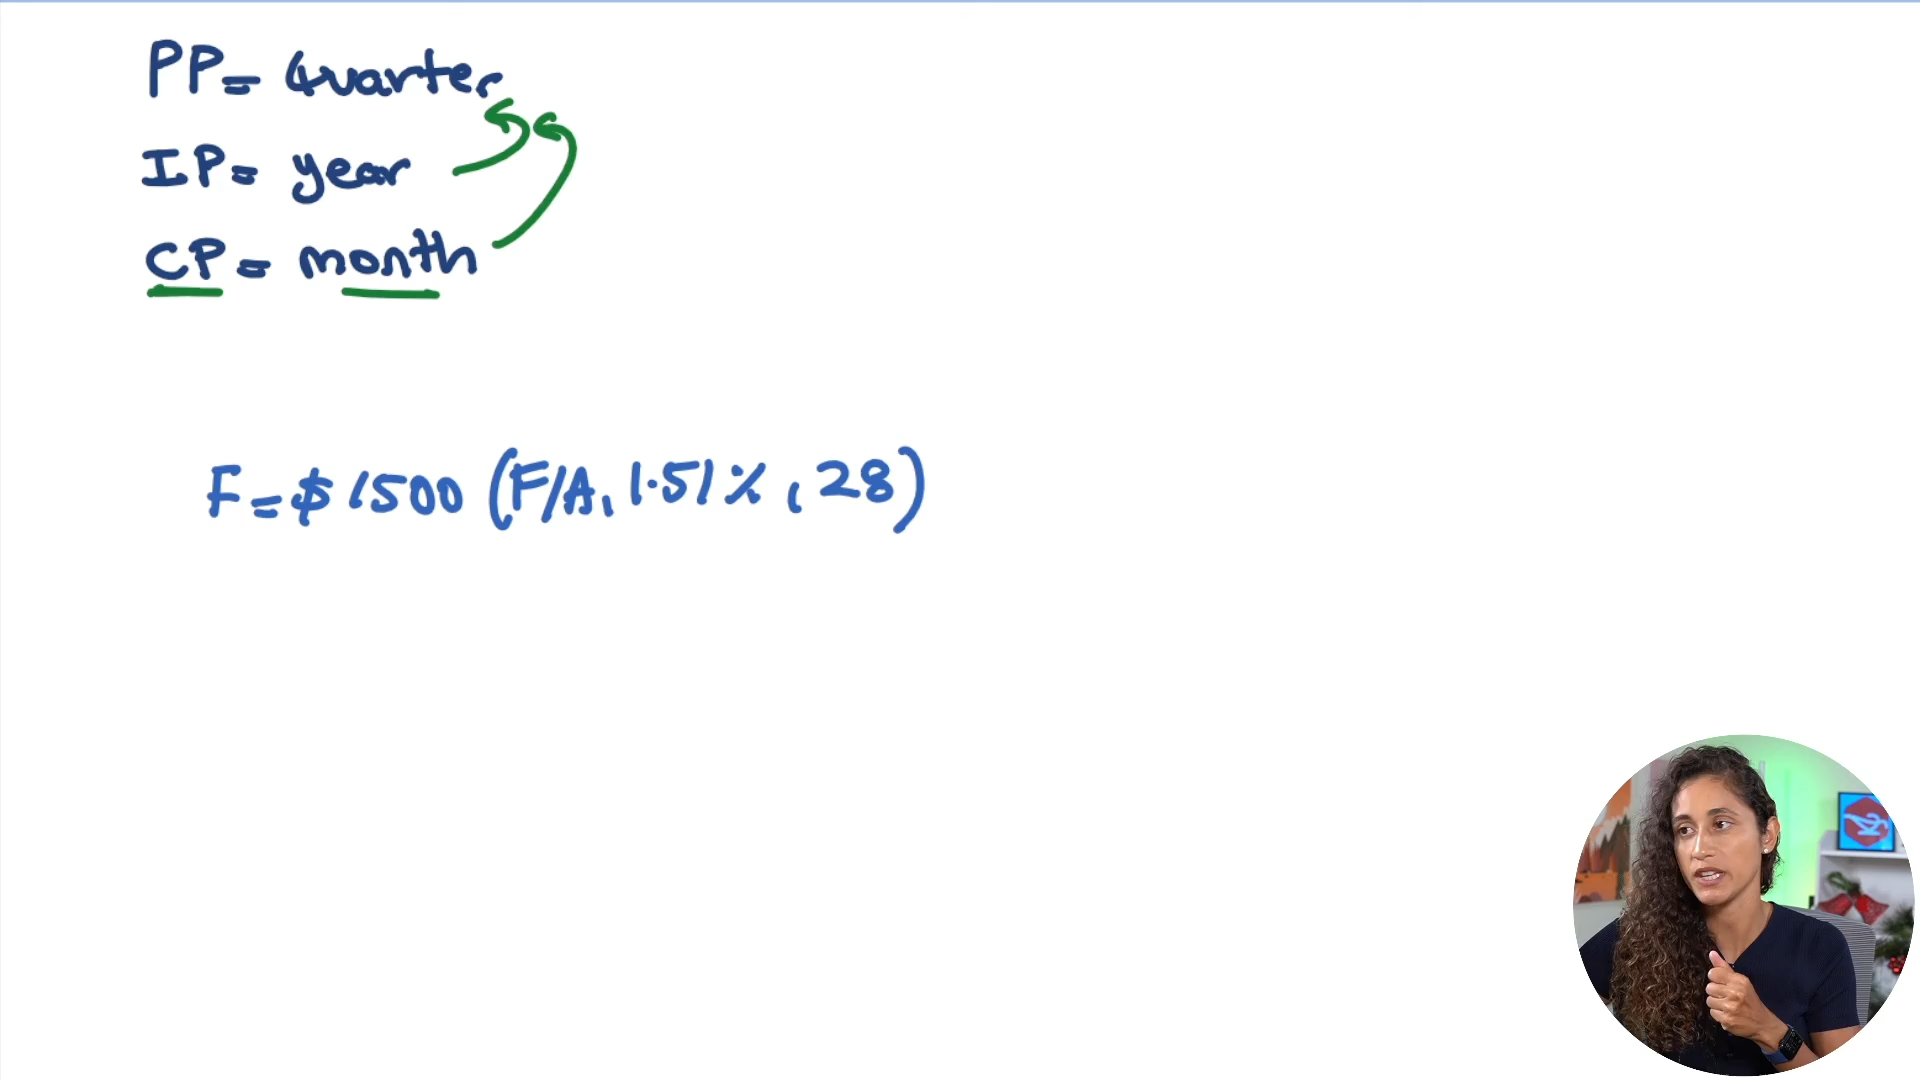 PP= Quarter
IP= year
CP= month
F= $1500 (F/A, 1.51%, 28)